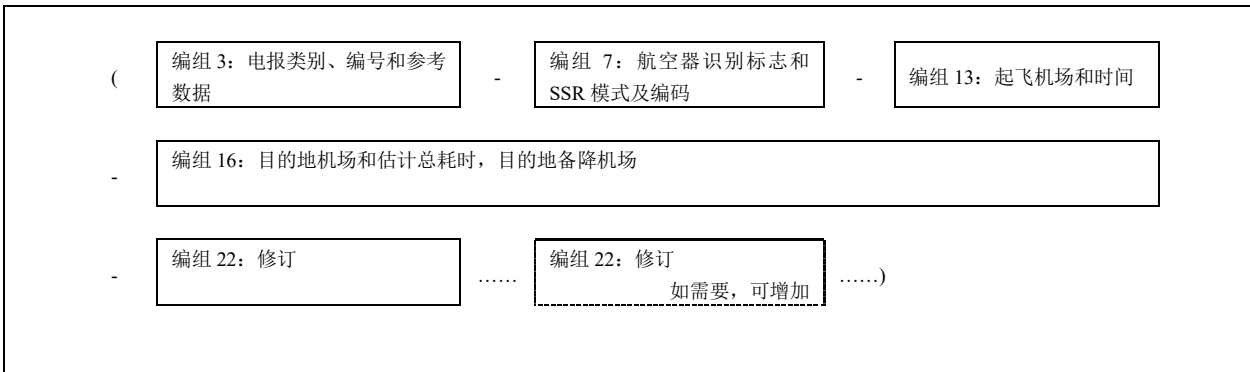 ( 编组 3：电报类别、编号和参考数据 - 编组 7：航空器识别标志和SSR 模式及编码 - 编组 13：起飞机场和时间
- 编组 16：目的地机场和估计总耗时，目的地备降机场
- 编组 22：修订 …… 编组 22：修订 如需要，可增加 ……)